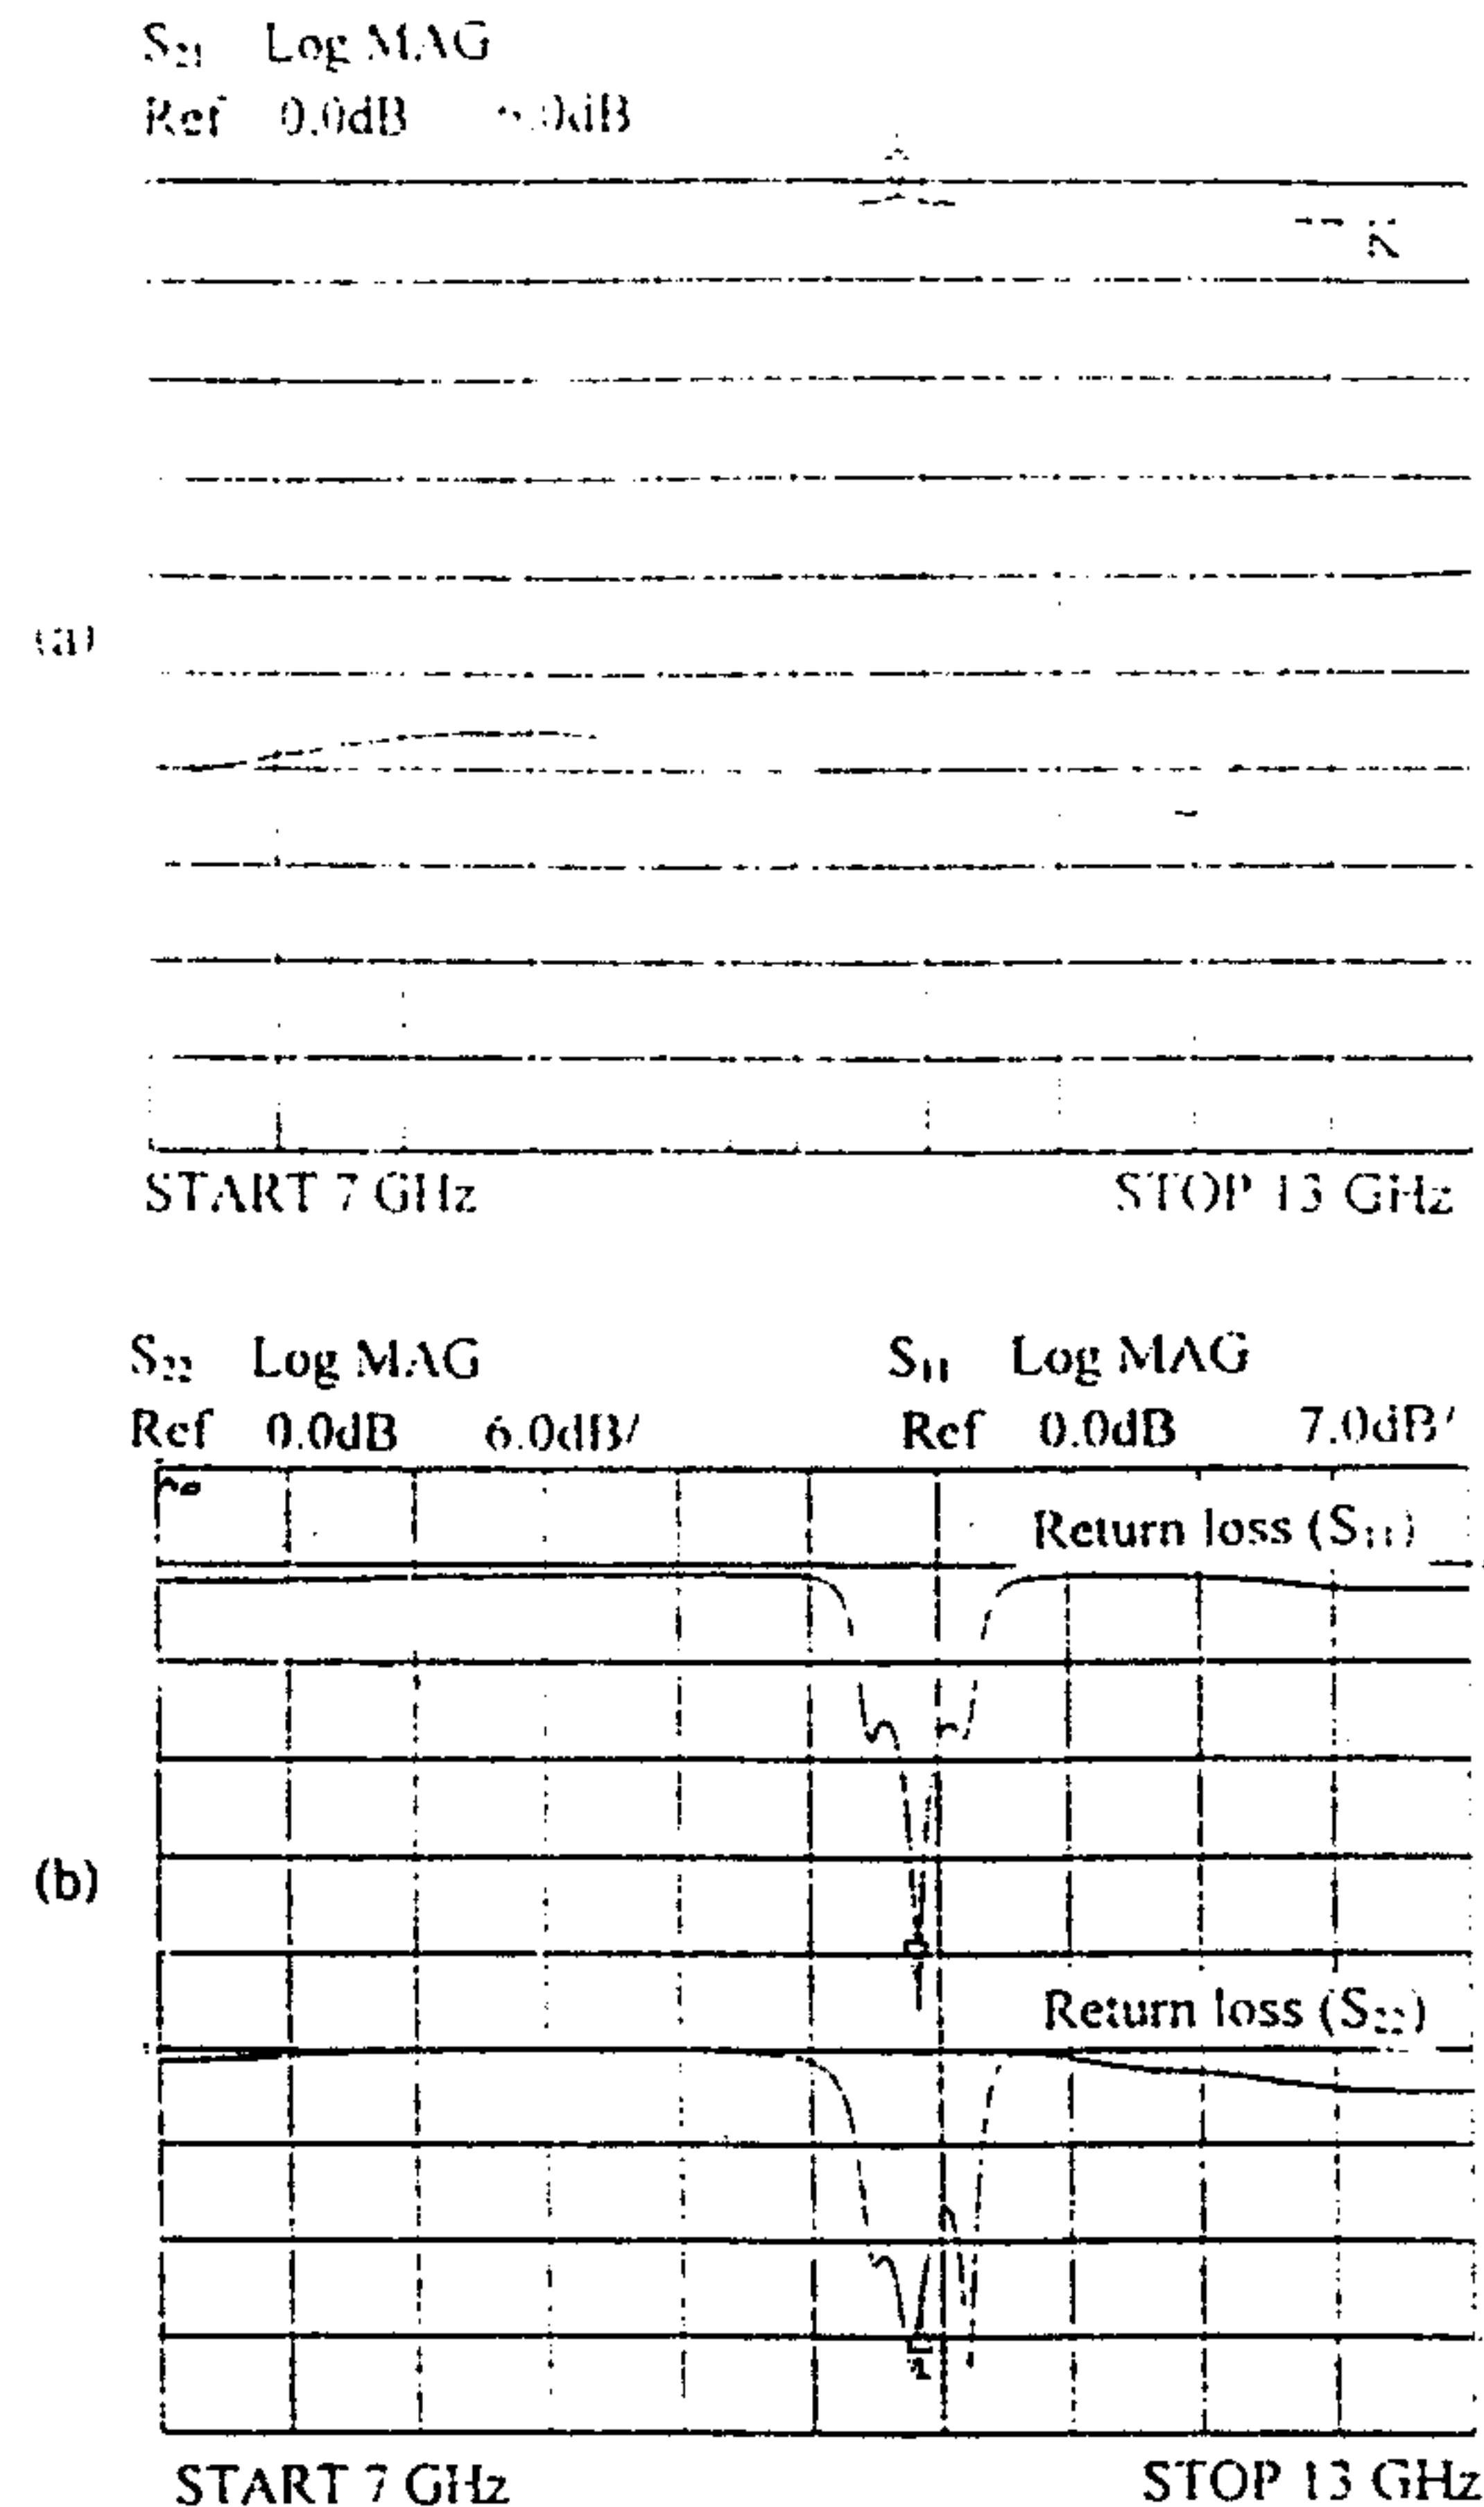 S21 Log MAG
Ref 0.0dB
(a)
START 7 GHz STOP 13 GHz
S22 Log MAG S11 Log MAG
Ref 0.0dB 6.0dB/ Ref 0.0dB 7.0dB/
Return loss (S11)
(b)
Return loss (S22)
START 7 GHz STOP 13 GHz